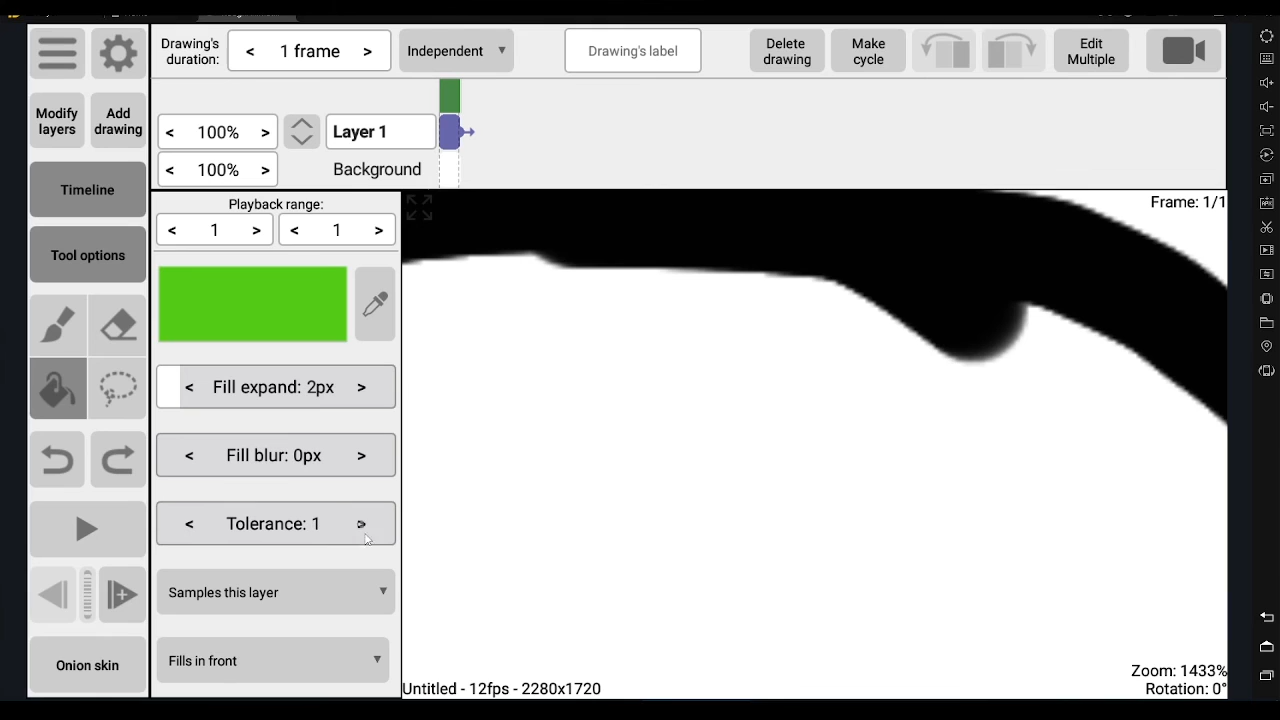 Drawing's
duration:
< 1 frame >
Independent
Drawing's label
Delete
drawing
Make
cycle
Edit
Multiple
Modify
layers
Add
drawing
< 100% >
Layer 1
< 100% >
Background
Timeline
Playback range:
< 1 >
< 1 >
Frame: 1/1
Tool options
< Fill expand: 2px >
< Fill blur: 0px >
< Tolerance: 1 >
Samples this layer
Onion skin
Fills in front
Zoom: 1433%
Untitled - 12fps - 2280x1720
Rotation: 0°